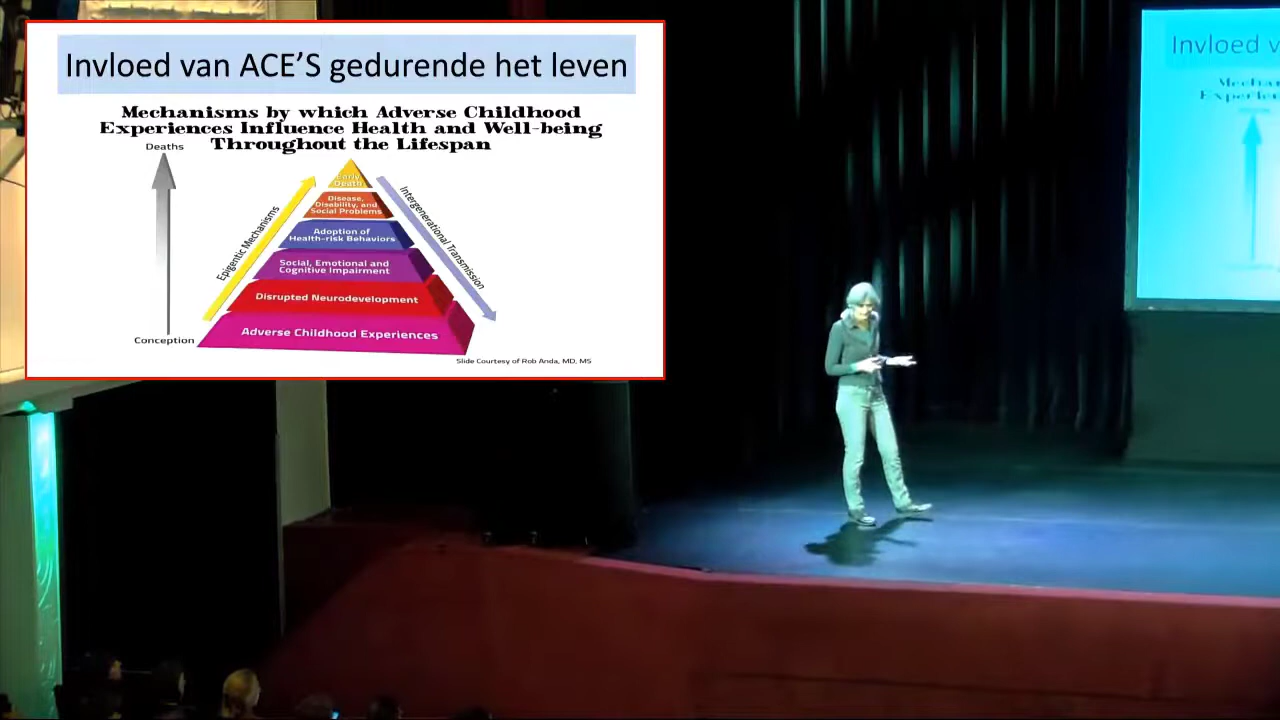 Invloed van ACE'S gedurende het leven
Mechanisms by which Adverse Childhood
Experiences Influence Health and Well-being
Throughout the Lifespan
Deaths
Conception
Epigentic Mechanisms
Intergenerational Transmission
Early
Death
Disease,
Disability, and
Social Problems
Adoption of
Health-risk Behaviors
Social, Emotional and
Cognitive Impairment
Disrupted Neurodevelopment
Adverse Childhood Experiences
Slide Courtesy of Rob Anda, MD, MS
Invloed v